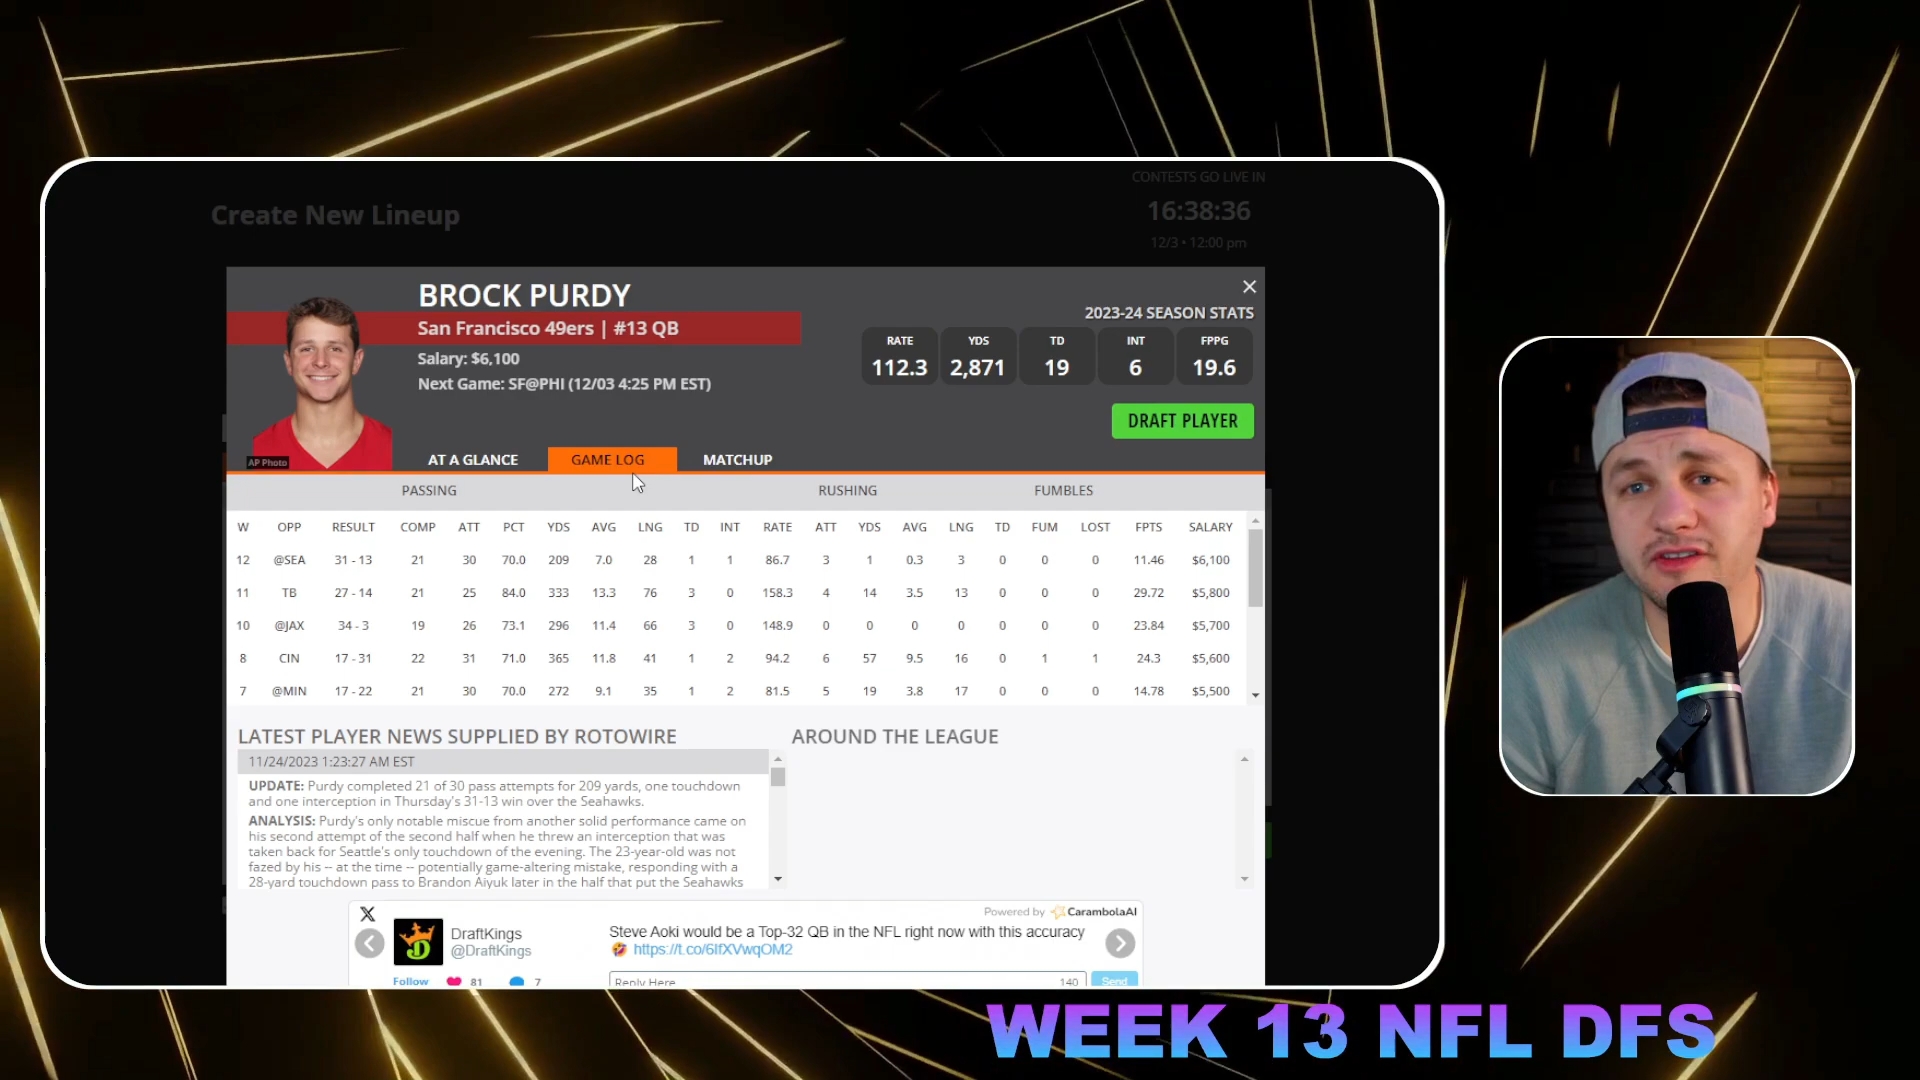 CONTESTS GO LIVE IN
Create New Lineup
16:38:36
12/3 • 12:00 pm
BROCK PURDY
San Francisco 49ers | #13 QB
Salary: $6,100
Next Game: SF@PHI (12/03 4:25 PM EST)
2023-24 SEASON STATS
RATE YDS TD INT FPPG
112.3 2,871 19 6 19.6
DRAFT PLAYER
AP Photo
AT A GLANCE GAME LOG MATCHUP
PASSING RUSHING FUMBLES
W OPP RESULT COMP ATT PCT YDS AVG LNG TD INT RATE ATT YDS AVG LNG TD FUM LOST FPTS SALARY
12 @SEA 31 - 13 21 30 70.0 209 7.0 28 1 1 86.7 3 1 0.3 3 0 0 0 11.46 $6,100
11 TB 27 - 14 21 25 84.0 333 13.3 76 3 0 158.3 4 14 3.5 13 0 0 0 29.72 $5,800
10 @JAX 34 - 3 19 26 73.1 296 11.4 66 3 0 148.9 0 0 0 0 0 0 0 23.84 $5,700
8 CIN 17 - 31 22 31 71.0 365 11.8 41 1 2 94.2 6 57 9.5 16 0 1 1 24.3 $5,600
7 @MIN 17 - 22 21 30 70.0 272 9.1 35 1 2 81.5 5 19 3.8 17 0 0 0 14.78 $5,500
LATEST PLAYER NEWS SUPPLIED BY ROTOWIRE
11/24/2023 1:23:27 AM EST
UPDATE: Purdy completed 21 of 30 pass attempts for 209 yards, one touchdown
and one interception in Thursday's 31-13 win over the Seahawks.
ANALYSIS: Purdy's only notable miscue from another solid performance came on
his second attempt of the second half when he threw an interception that was
taken back for Seattle's only touchdown of the evening. The 23-year-old was not
fazed by his -- at the time -- potentially game-altering mistake, responding with a
28-yard touchdown pass to Brandon Aiyuk later in the half that put the Seahawks
AROUND THE LEAGUE
Powered by CarambolaAI
DraftKings
@DraftKings
Steve Aoki would be a Top-32 QB in the NFL right now with this accuracy
🤣 https://t.co/6IfXVwqOM2
Follow 81 7
Reply Here 140 Send
WEEK 13 NFL DFS